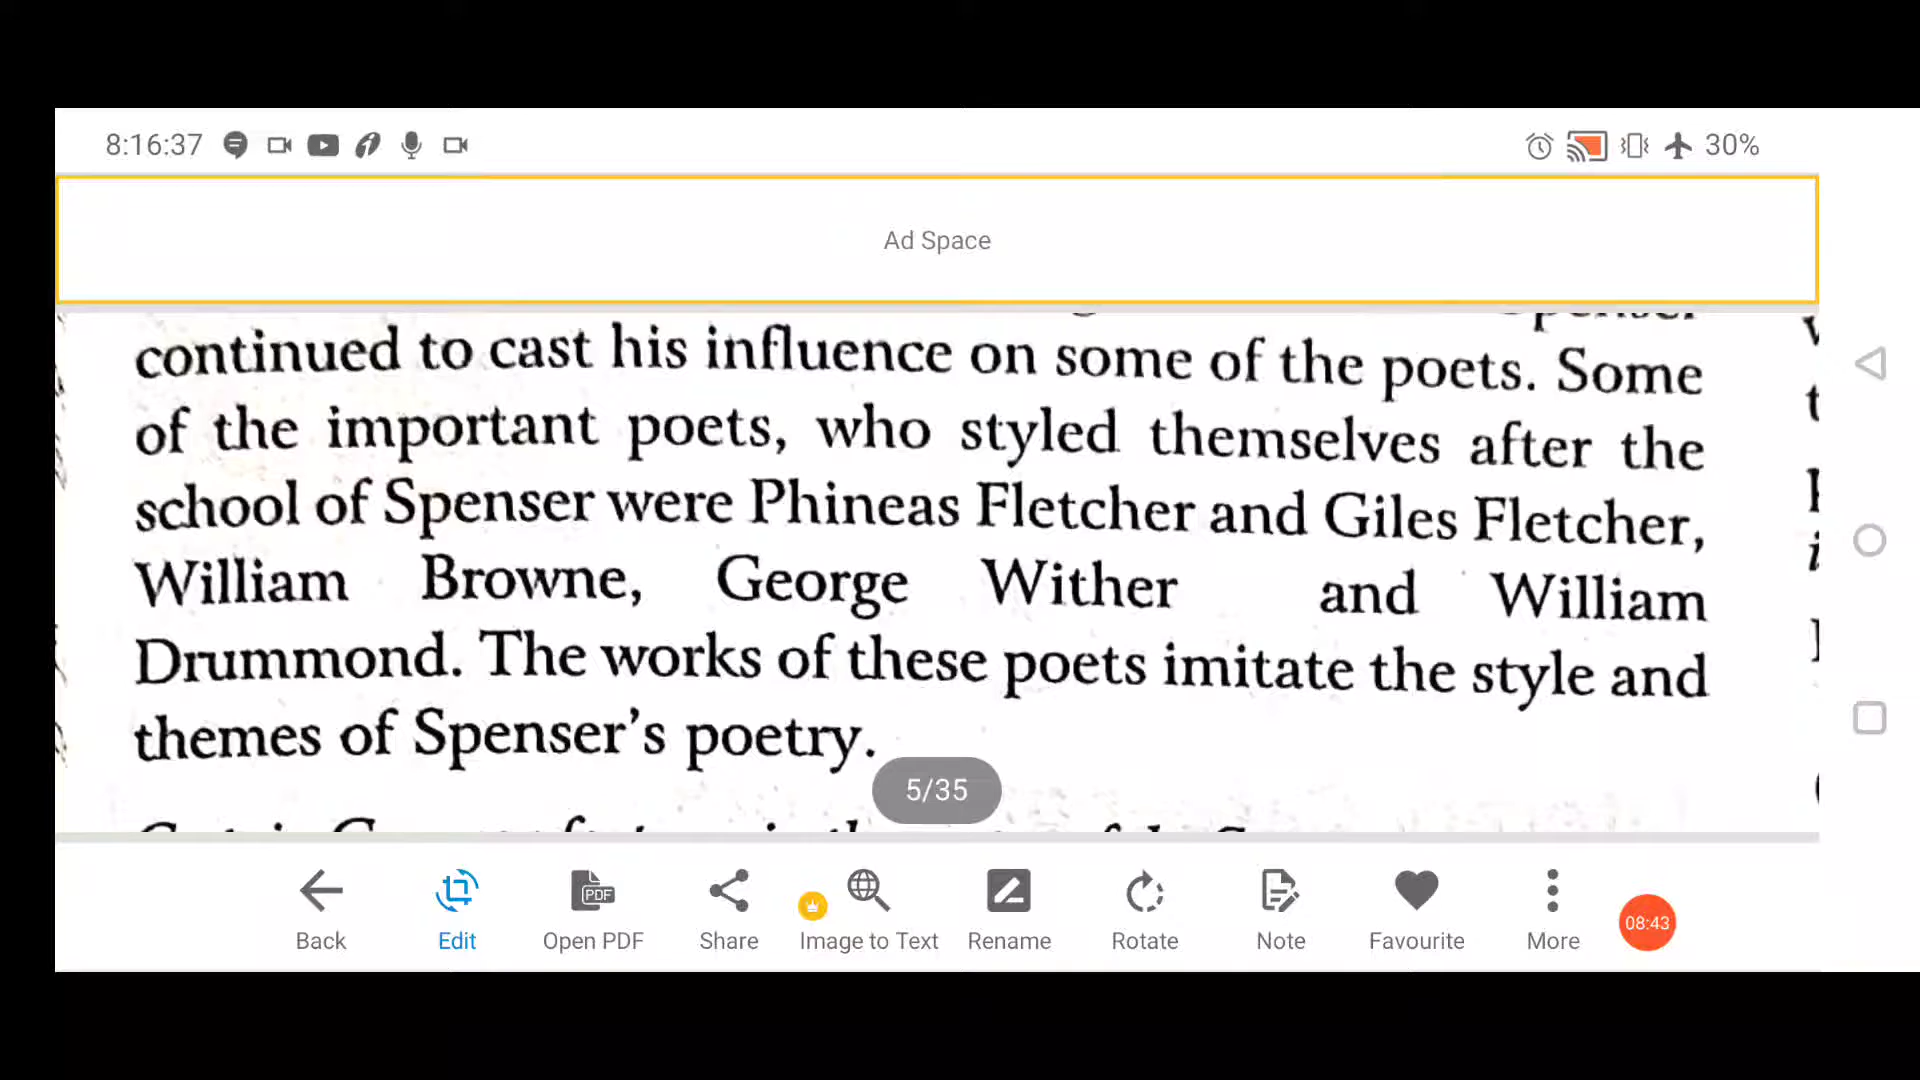 8:16:37
30%
Ad Space
Spenser
continued to cast his influence on some of the poets. Some
of the important poets, who styled themselves after the
school of Spenser were Phineas Fletcher and Giles Fletcher,
William Browne, George Wither and William
Drummond. The works of these poets imitate the style and
themes of Spenser's poetry.
5/35
Back
Edit
PDF
Open PDF
Share
Image to Text
Rename
Rotate
Note
Favourite
More
08:43